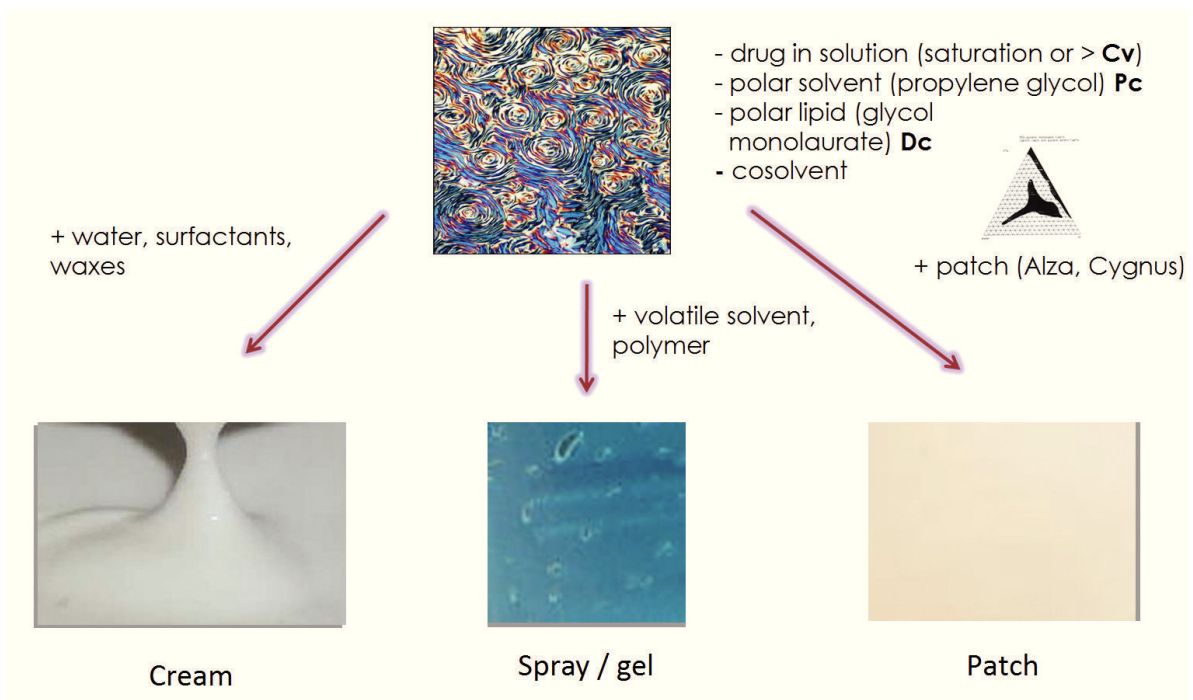 - drug in solution (saturation or > Cv)
- polar solvent (propylene glycol) Pc
- polar lipid (glycol
monolaurate) Dc
- cosolvent
+ water, surfactants,
waxes
+ patch (Alza, Cygnus)
+ volatile solvent,
polymer
Cream
Spray / gel
Patch